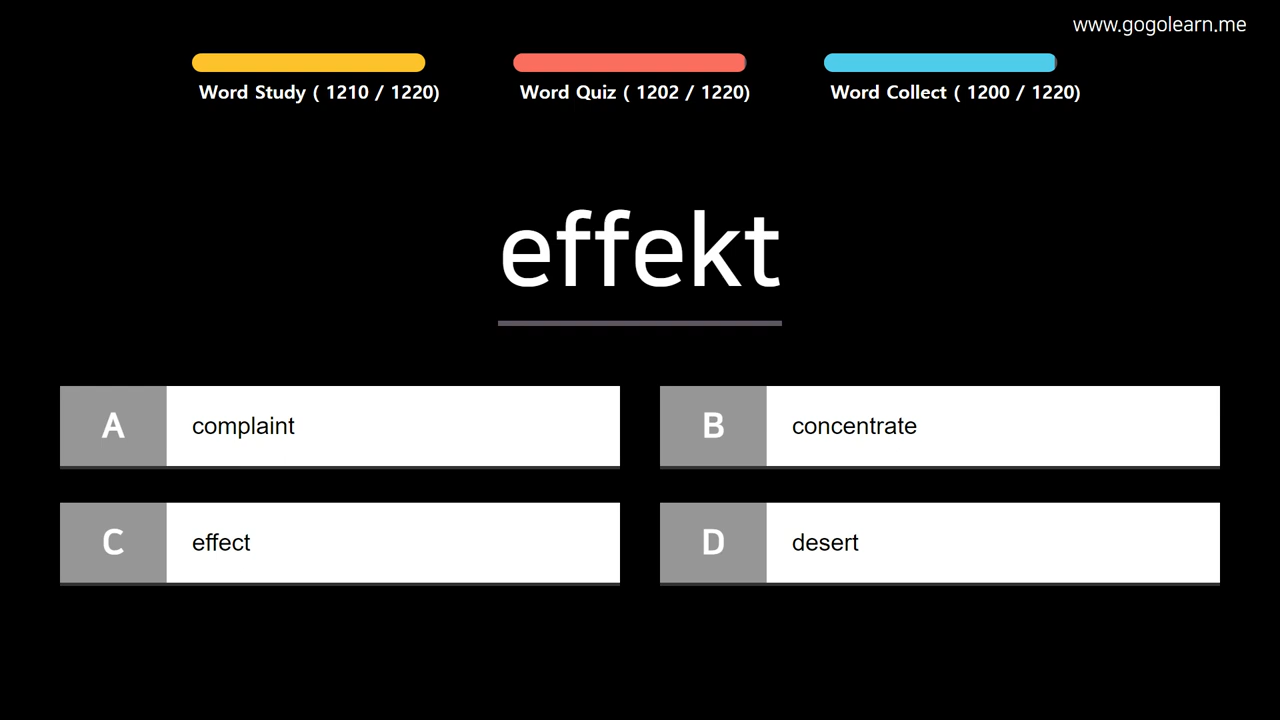 www.gogolearn.me
Word Study ( 1210 / 1220)
Word Quiz ( 1202 / 1220)
Word Collect ( 1200 / 1220)
effekt
A complaint
B concentrate
C effect
D desert